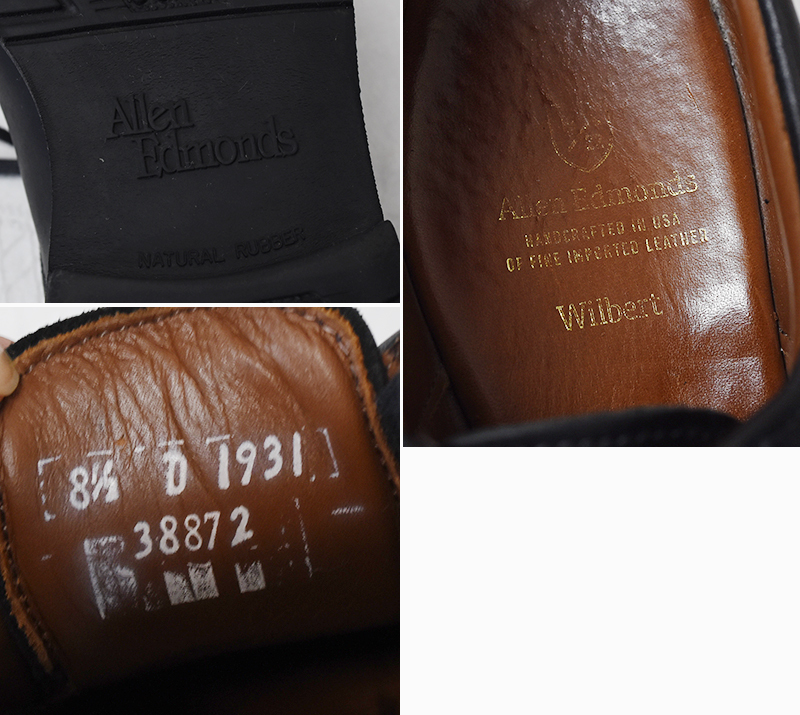 Allen
Edmonds
NATURAL RUBBER
Allen Edmonds
HANDCRAFTED IN USA
OF FINE IMPORTED LEATHER
Wilbert
8½ D 1931
38872